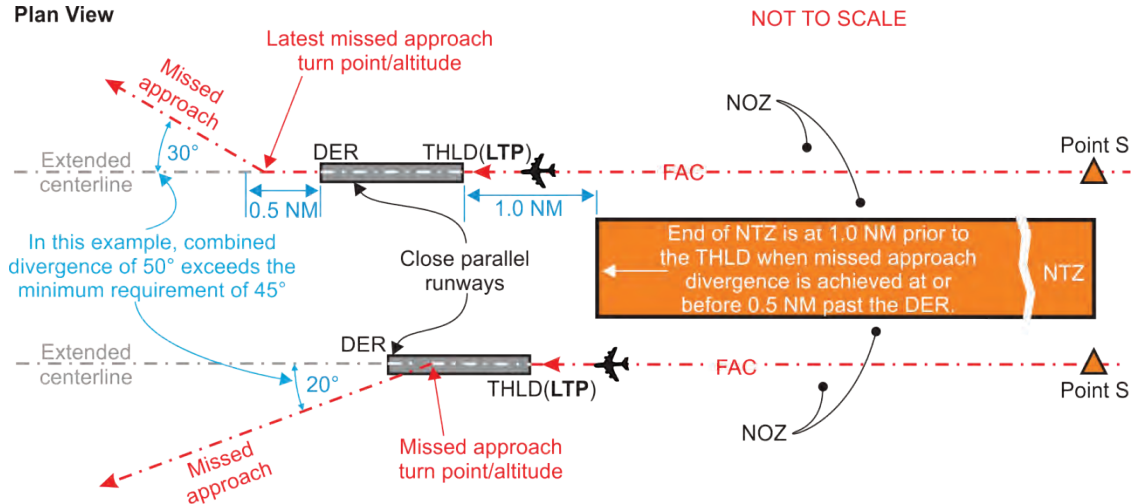 Plan View
NOT TO SCALE
Latest missed approach
turn point/altitude
Missed
approach
NOZ
Point S
DER
THLD(LTP)
Extended
centerline
30°
FAC
0.5 NM
1.0 NM
In this example, combined
divergence of 50° exceeds the
minimum requirement of 45°
Close parallel
runways
End of NTZ is at 1.0 NM prior to
the THLD when missed approach
divergence is achieved at or
before 0.5 NM past the DER.
NTZ
Extended
centerline
DER
20°
THLD(LTP)
FAC
Point S
NOZ
Missed
approach
Missed approach
turn point/altitude